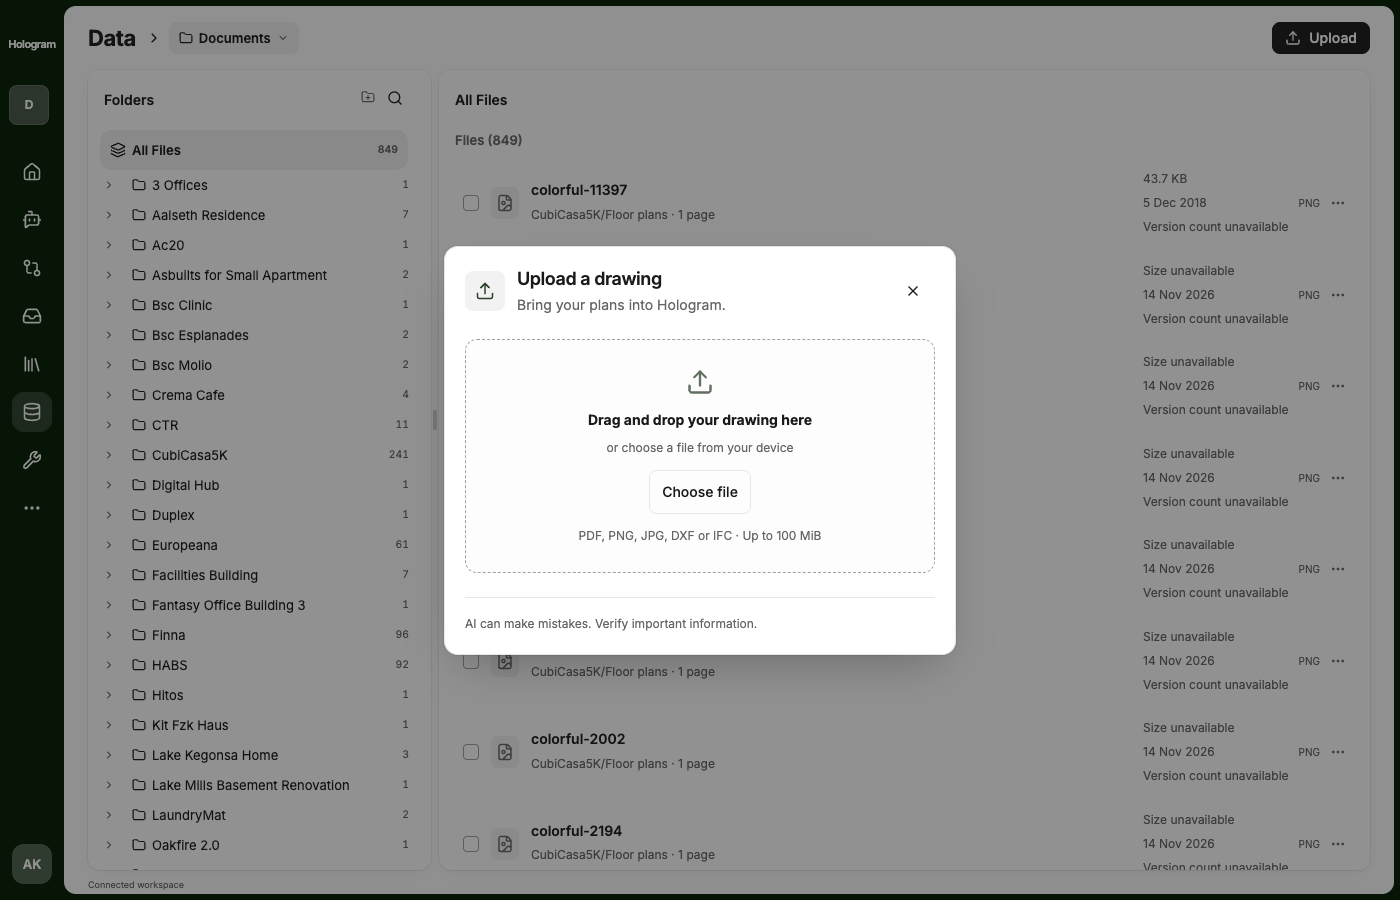 Hologram
Data
Documents
Upload
D
Folders
All Files 849
3 Offices 1
Aalseth Residence 7
Ac20 1
Asbuilts for Small Apartment 2
Bsc Clinic 1
Bsc Esplanades 2
Bsc Molio 2
Crema Cafe 4
CTR 11
CubiCasa5K 241
Digital Hub 1
Duplex 1
Europeana 61
Facilities Building 7
Fantasy Office Building 3 1
Finna 96
HABS 92
Hitos 1
Kit Fzk Haus 1
Lake Kegonsa Home 3
Lake Mills Basement Renovation 1
LaundryMat 2
Oakfire 2.0 1
All Files
Files (849)
colorful-11397
CubiCasa5K/Floor plans · 1 page
43.7 KB
5 Dec 2018 PNG
Version count unavailable
Size unavailable
14 Nov 2026 PNG
Version count unavailable
Size unavailable
14 Nov 2026 PNG
Version count unavailable
Size unavailable
14 Nov 2026 PNG
Version count unavailable
Size unavailable
14 Nov 2026 PNG
Version count unavailable
Upload a drawing
Bring your plans into Hologram.
Drag and drop your drawing here
or choose a file from your device
Choose file
PDF, PNG, JPG, DXF or IFC · Up to 100 MiB
AI can make mistakes. Verify important information.
CubiCasa5K/Floor plans · 1 page
Size unavailable
14 Nov 2026 PNG
Version count unavailable
colorful-2002
CubiCasa5K/Floor plans · 1 page
Size unavailable
14 Nov 2026 PNG
Version count unavailable
colorful-2194
CubiCasa5K/Floor plans · 1 page
Size unavailable
14 Nov 2026 PNG
Version count unavailable
AK
Connected workspace